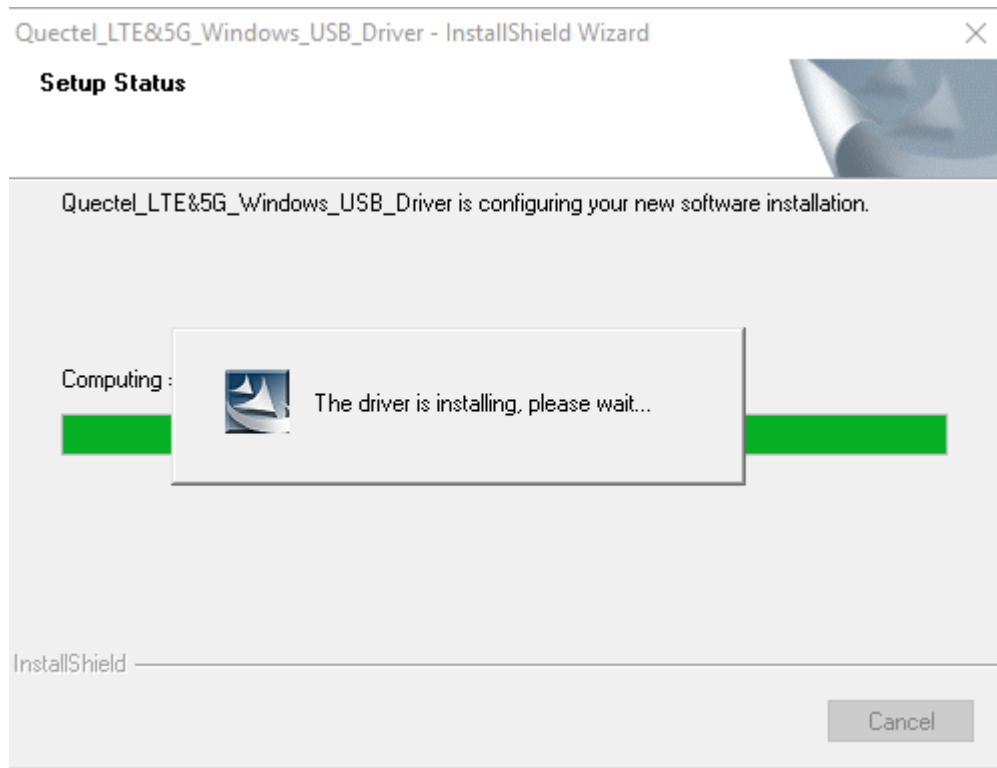 Quectel_LTE&5G_Windows_USB_Driver - InstallShield Wizard
Setup Status
Quectel_LTE&5G_Windows_USB_Driver is configuring your new software installation.
Computing
The driver is installing, please wait...
InstallShield
Cancel